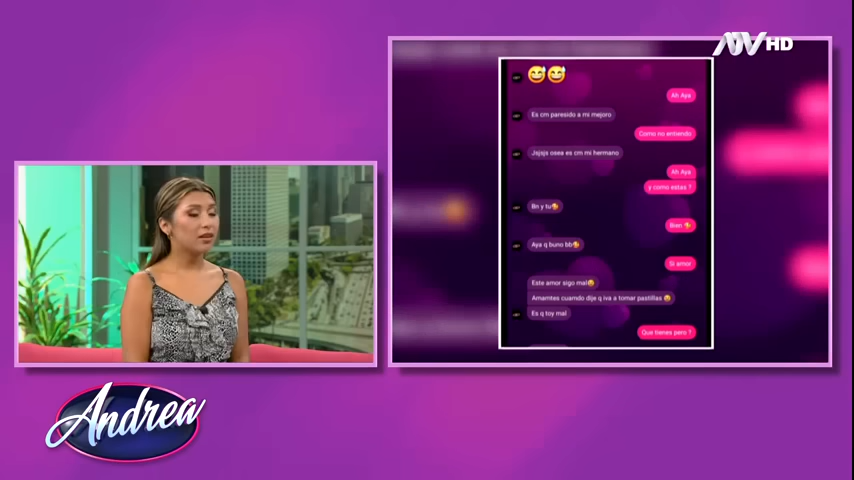 ATV HD
Ah Aya
Es cm paresido a mi mejoro
Como no entiendo
Jsjsjs osea es cm mi hermano
Ah Aya
y como estas ?
Bn y tu
Bien
Aya q buno bb
Si amor
Este amor sigo mal
Amamtes cuamdo dije q iva a tomar pastillas
Es q toy mal
Que tienes pero ?
Andrea